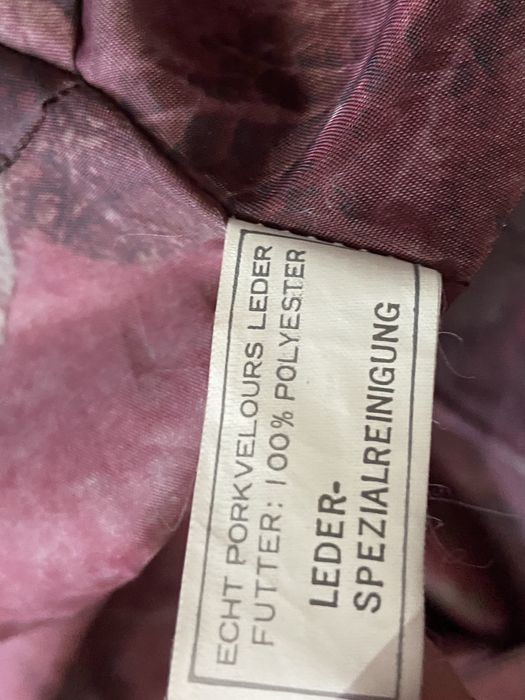 ECHT PORKVELOURS LEDER
FUTTER: 100% POLYESTER
LEDER-
SPEZIALREINIGUNG